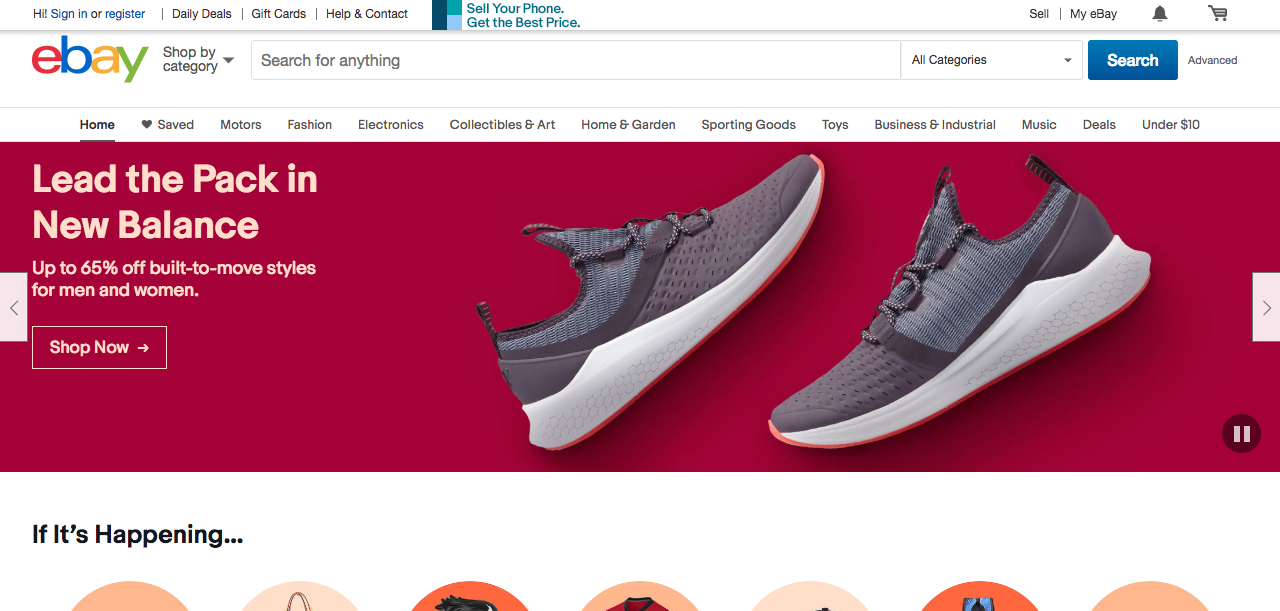 Hi! Sign in or register
Daily Deals
Gift Cards
Help & Contact
Sell Your Phone.
Get the Best Price.
Sell
My eBay
ebay
Shop by
category
Search for anything
All Categories
Search
Advanced
Home
Saved
Motors
Fashion
Electronics
Collectibles & Art
Home & Garden
Sporting Goods
Toys
Business & Industrial
Music
Deals
Under $10
Lead the Pack in
New Balance
Up to 65% off built-to-move styles
for men and women.
Shop Now →
If It's Happening...